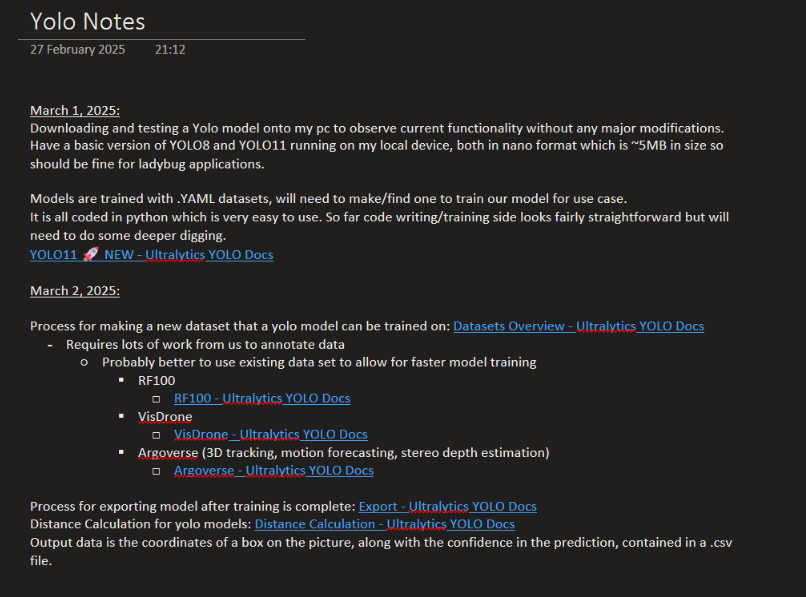 Yolo Notes
27 February 2025 21:12
March 1, 2025:
Downloading and testing a Yolo model onto my pc to observe current functionality without any major modifications.
Have a basic version of YOLO8 and YOLO11 running on my local device, both in nano format which is ~5MB in size so
should be fine for ladybug applications.
Models are trained with .YAML datasets, will need to make/find one to train our model for use case.
It is all coded in python which is very easy to use. So far code writing/training side looks fairly straightforward but will
need to do some deeper digging.
YOLO11 🚀 NEW - Ultralytics YOLO Docs
March 2, 2025:
Process for making a new dataset that a yolo model can be trained on: Datasets Overview - Ultralytics YOLO Docs
- Requires lots of work from us to annotate data
○ Probably better to use existing data set to allow for faster model training
▪ RF100
□ RF100 - Ultralytics YOLO Docs
▪ VisDrone
□ VisDrone - Ultralytics YOLO Docs
▪ Argoverse (3D tracking, motion forecasting, stereo depth estimation)
□ Argoverse - Ultralytics YOLO Docs
Process for exporting model after training is complete: Export - Ultralytics YOLO Docs
Distance Calculation for yolo models: Distance Calculation - Ultralytics YOLO Docs
Output data is the coordinates of a box on the picture, along with the confidence in the prediction, contained in a .csv
file.